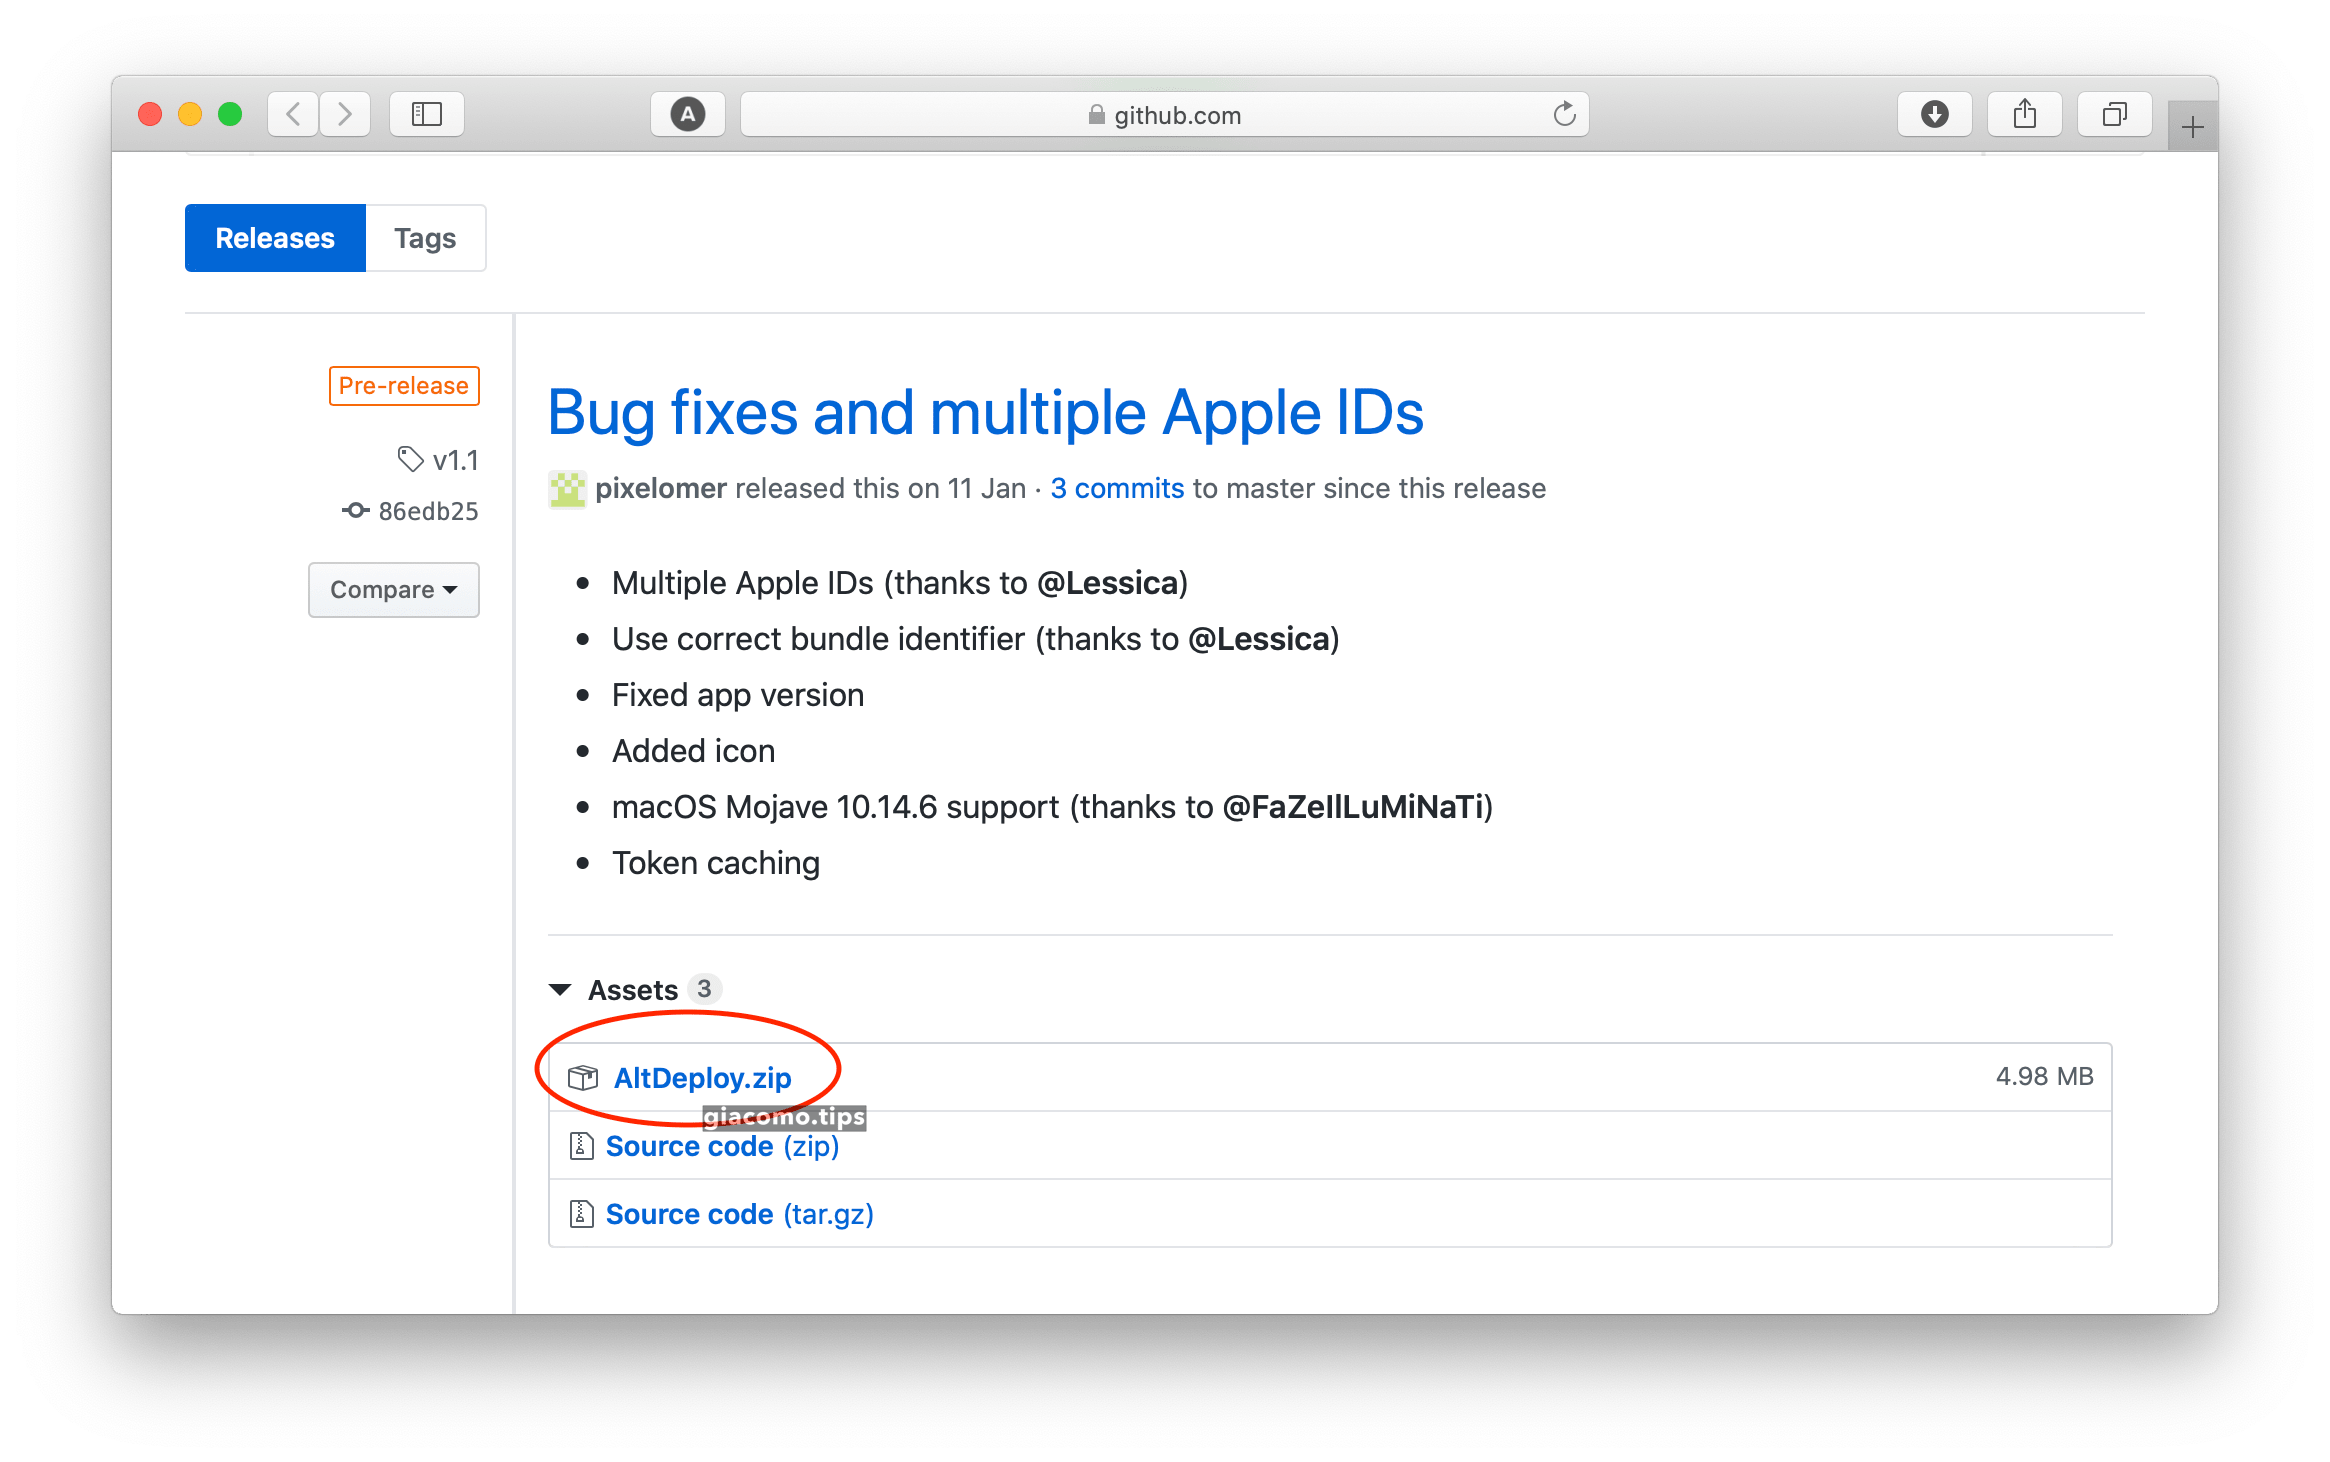 A
github.com
Releases
Tags
Pre-release
v1.1
86edb25
Compare
Bug fixes and multiple Apple IDs
pixelomer released this on 11 Jan · 3 commits to master since this release
• Multiple Apple IDs (thanks to @Lessica)
• Use correct bundle identifier (thanks to @Lessica)
• Fixed app version
• Added icon
• macOS Mojave 10.14.6 support (thanks to @FaZeIlLuMiNaTi)
• Token caching
Assets 3
AltDeploy.zip 4.98 MB
giacomo.tips
Source code (zip)
Source code (tar.gz)